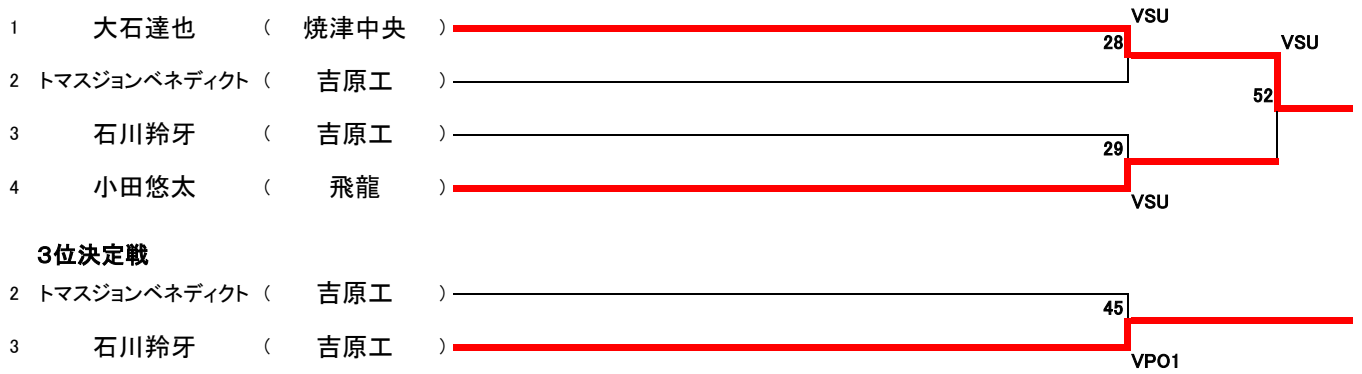 VSU
1 大石達也 ( 焼津中央 )
28 VSU
2 トマスジョンベネディクト ( 吉原工 )
52
3 石川羚牙 ( 吉原工 )
29
4 小田悠太 ( 飛龍 )
VSU
3位決定戦
2 トマスジョンベネディクト ( 吉原工 )
45
3 石川羚牙 ( 吉原工 )
VPO1